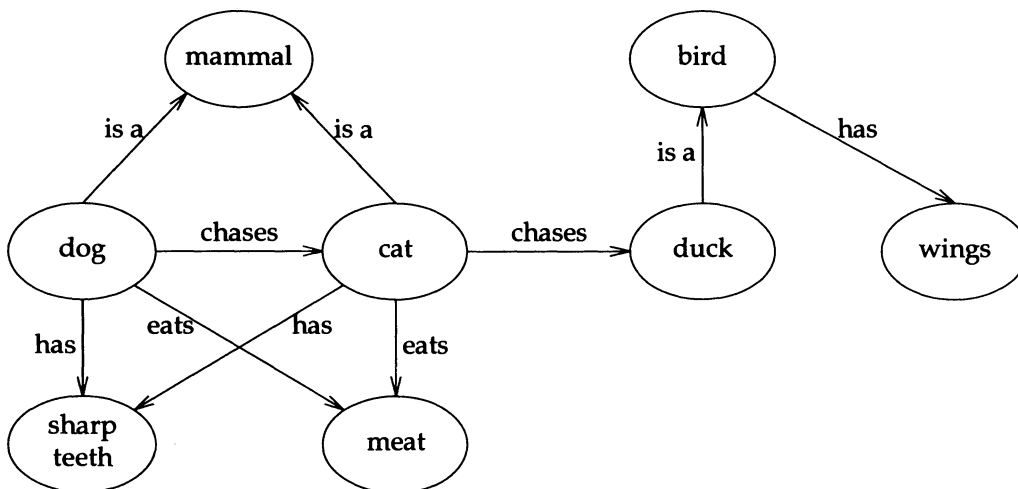 mammal
bird
is a
is a
has
is a
dog
chases
cat
chases
duck
wings
has
eats
has
eats
sharp
teeth
meat